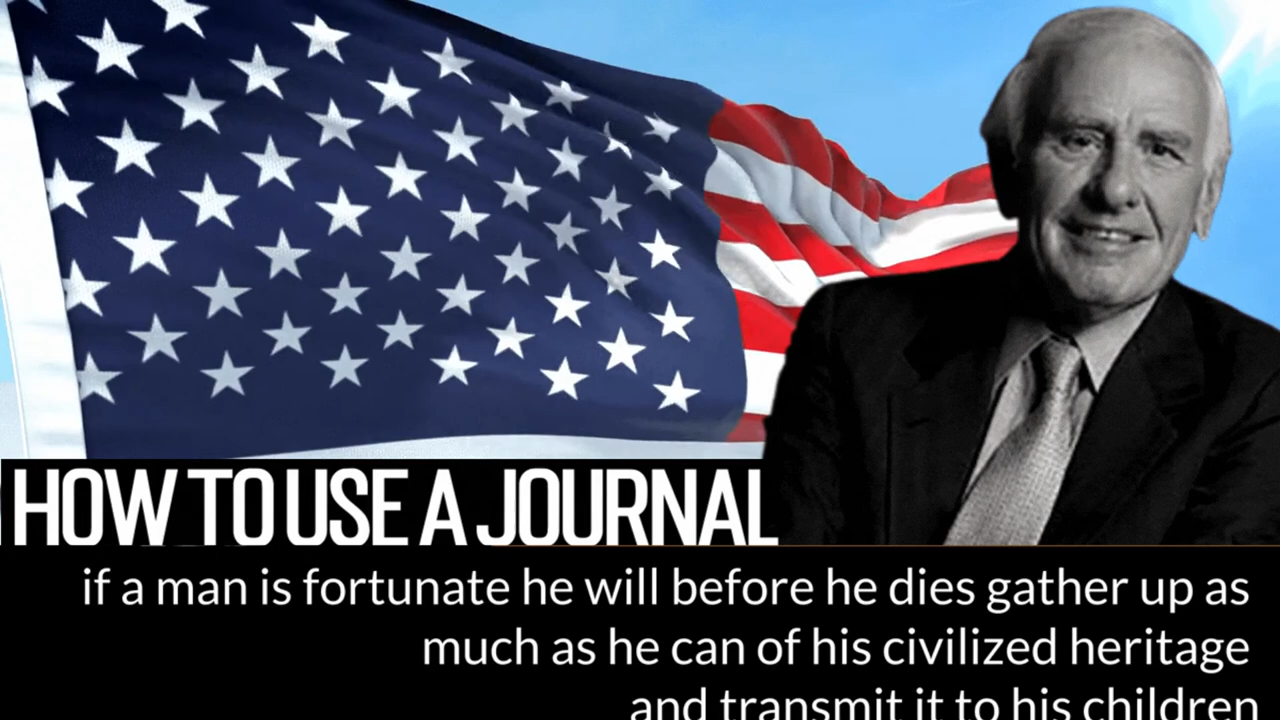 HOW TO USE A JOURNAL
if a man is fortunate he will before he dies gather up as
much as he can of his civilized heritage
and transmit it to his children